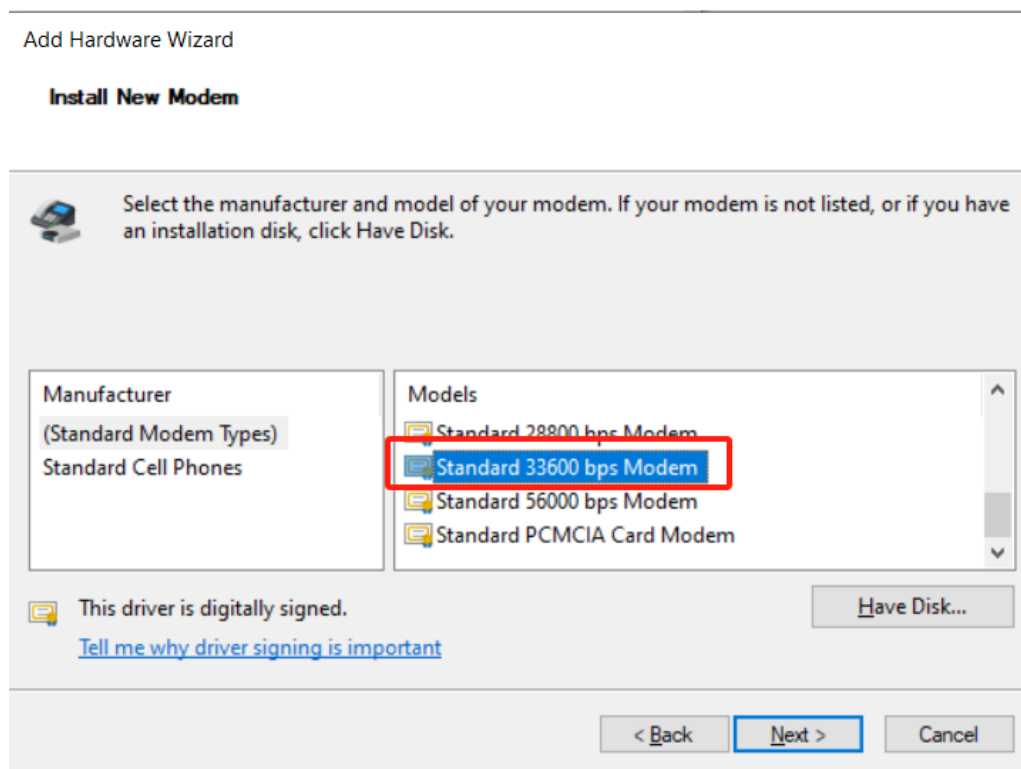 Add Hardware Wizard
Install New Modem
Select the manufacturer and model of your modem. If your modem is not listed, or if you have
an installation disk, click Have Disk.
Manufacturer
(Standard Modem Types)
Standard Cell Phones
Models
Standard 28800 bps Modem
Standard 33600 bps Modem
Standard 56000 bps Modem
Standard PCMCIA Card Modem
This driver is digitally signed.
Have Disk...
Tell me why driver signing is important
< Back
Next >
Cancel